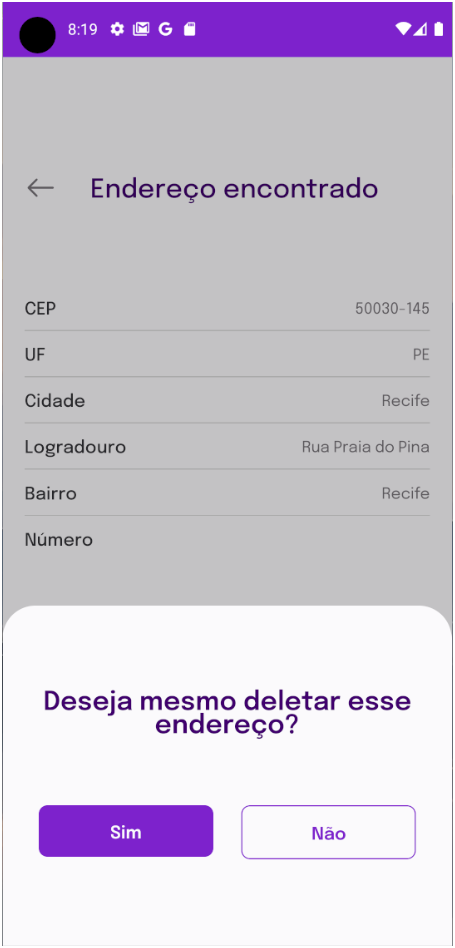 8:19
Endereço encontrado
CEP 50030-145
UF PE
Cidade Recife
Logradouro Rua Praia do Pina
Bairro Recife
Número
Deseja mesmo deletar esse
endereço?
Sim Não